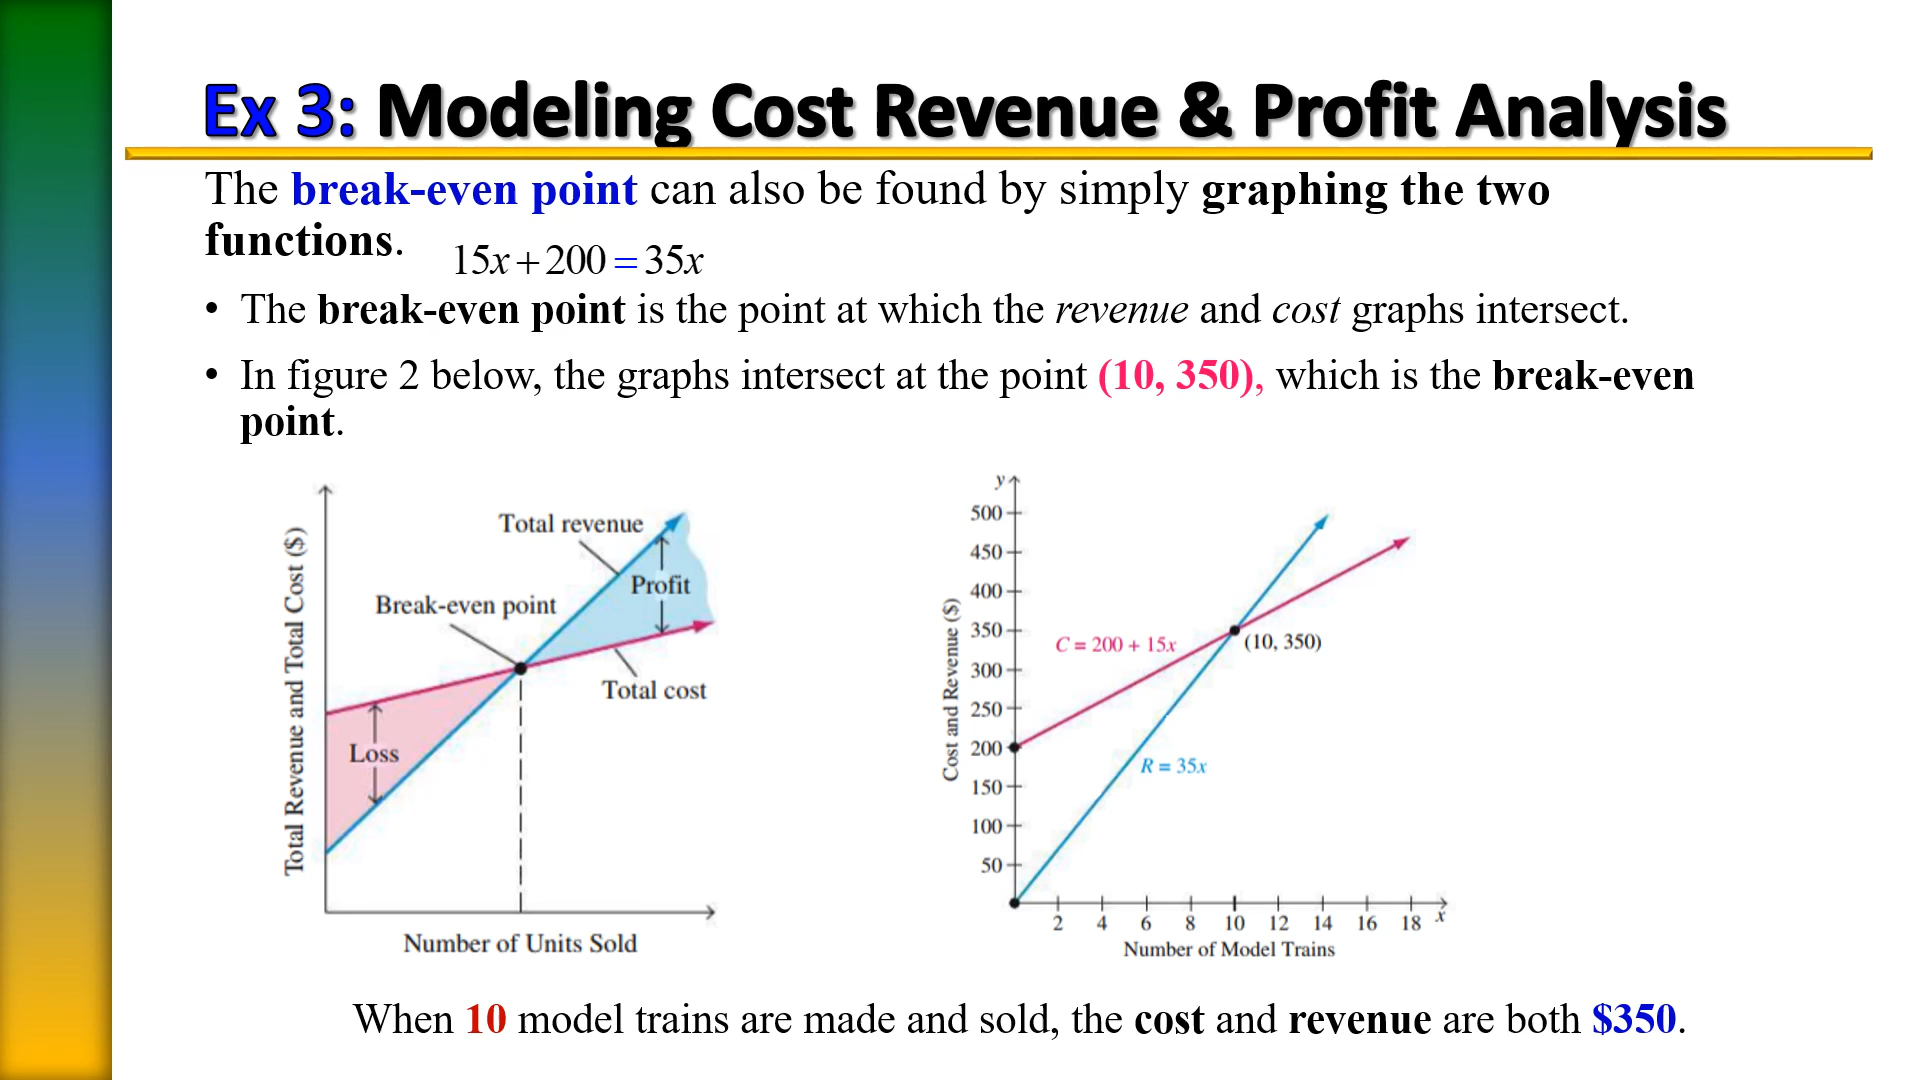 Ex 3: Modeling Cost Revenue & Profit Analysis
The break-even point can also be found by simply graphing the two
functions.
15x + 200 = 35x
• The break-even point is the point at which the revenue and cost graphs intersect.
• In figure 2 below, the graphs intersect at the point (10, 350), which is the break-even
point.
Total Revenue and Total Cost ($)
Total revenue
Profit
Break-even point
Total cost
Loss
Number of Units Sold
Cost and Revenue ($)
y
500
450
400
350
300
250
200
150
100
50
C = 200 + 15x
(10, 350)
R = 35x
2 4 6 8 10 12 14 16 18 x
Number of Model Trains
When 10 model trains are made and sold, the cost and revenue are both $350.